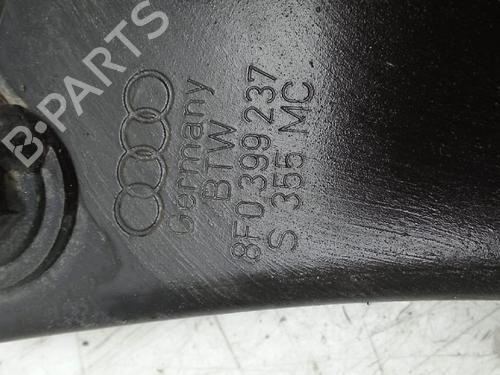 B-PARTS
Germany
BTW
8F0 399 237
S 355 MC